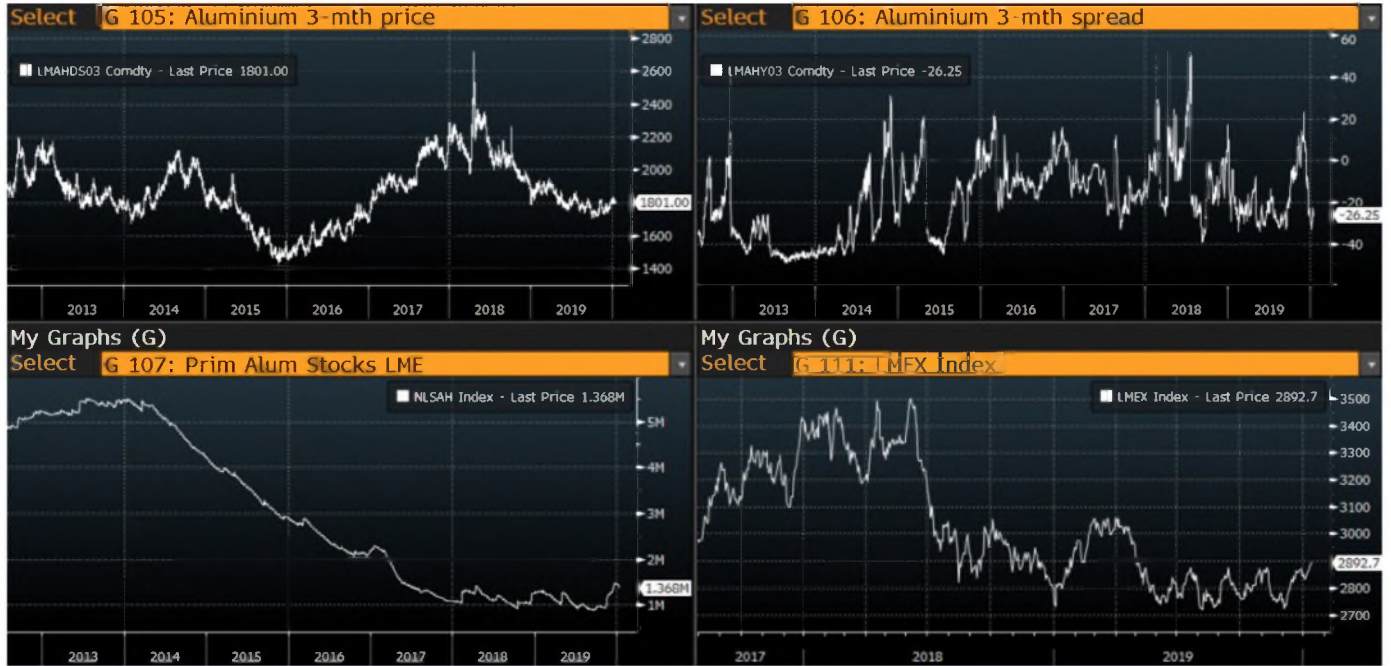 Select G 105: Aluminium 3-mth price
LMAHDS03 Comdty - Last Price 1801.00
2800
2600
2400
2200
2000
1801.00
1600
1400
2013 2014 2015 2016 2017 2018 2019
Select G 106: Aluminium 3-mth spread
LMAHY03 Comdty - Last Price -26.25
60
40
20
0
-20
-26.25
-40
2013 2014 2015 2016 2017 2018 2019
My Graphs (G)
Select G 107: Prim Alum Stocks LME
NLSAH Index - Last Price 1.368M
5M
4M
3M
2M
1.368M
1M
2013 2014 2015 2016 2017 2018 2019
My Graphs (G)
Select G 111: LMEX Index
LMEX Index - Last Price 2892.7
3500
3400
3300
3200
3100
3000
2892.7
2800
2700
2017 2018 2019